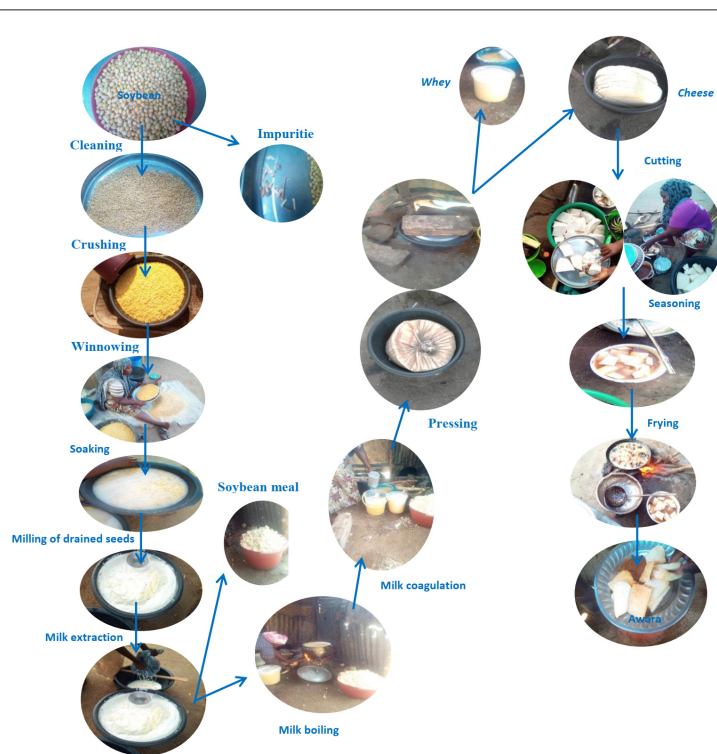 Soybean
Cleaning
Impuritie
Crushing
Winnowing
Soaking
Milling of drained seeds
Milk extraction
Soybean meal
Milk boiling
Milk coagulation
Pressing
Whey
Cheese
Cutting
Seasoning
Frying
Awara